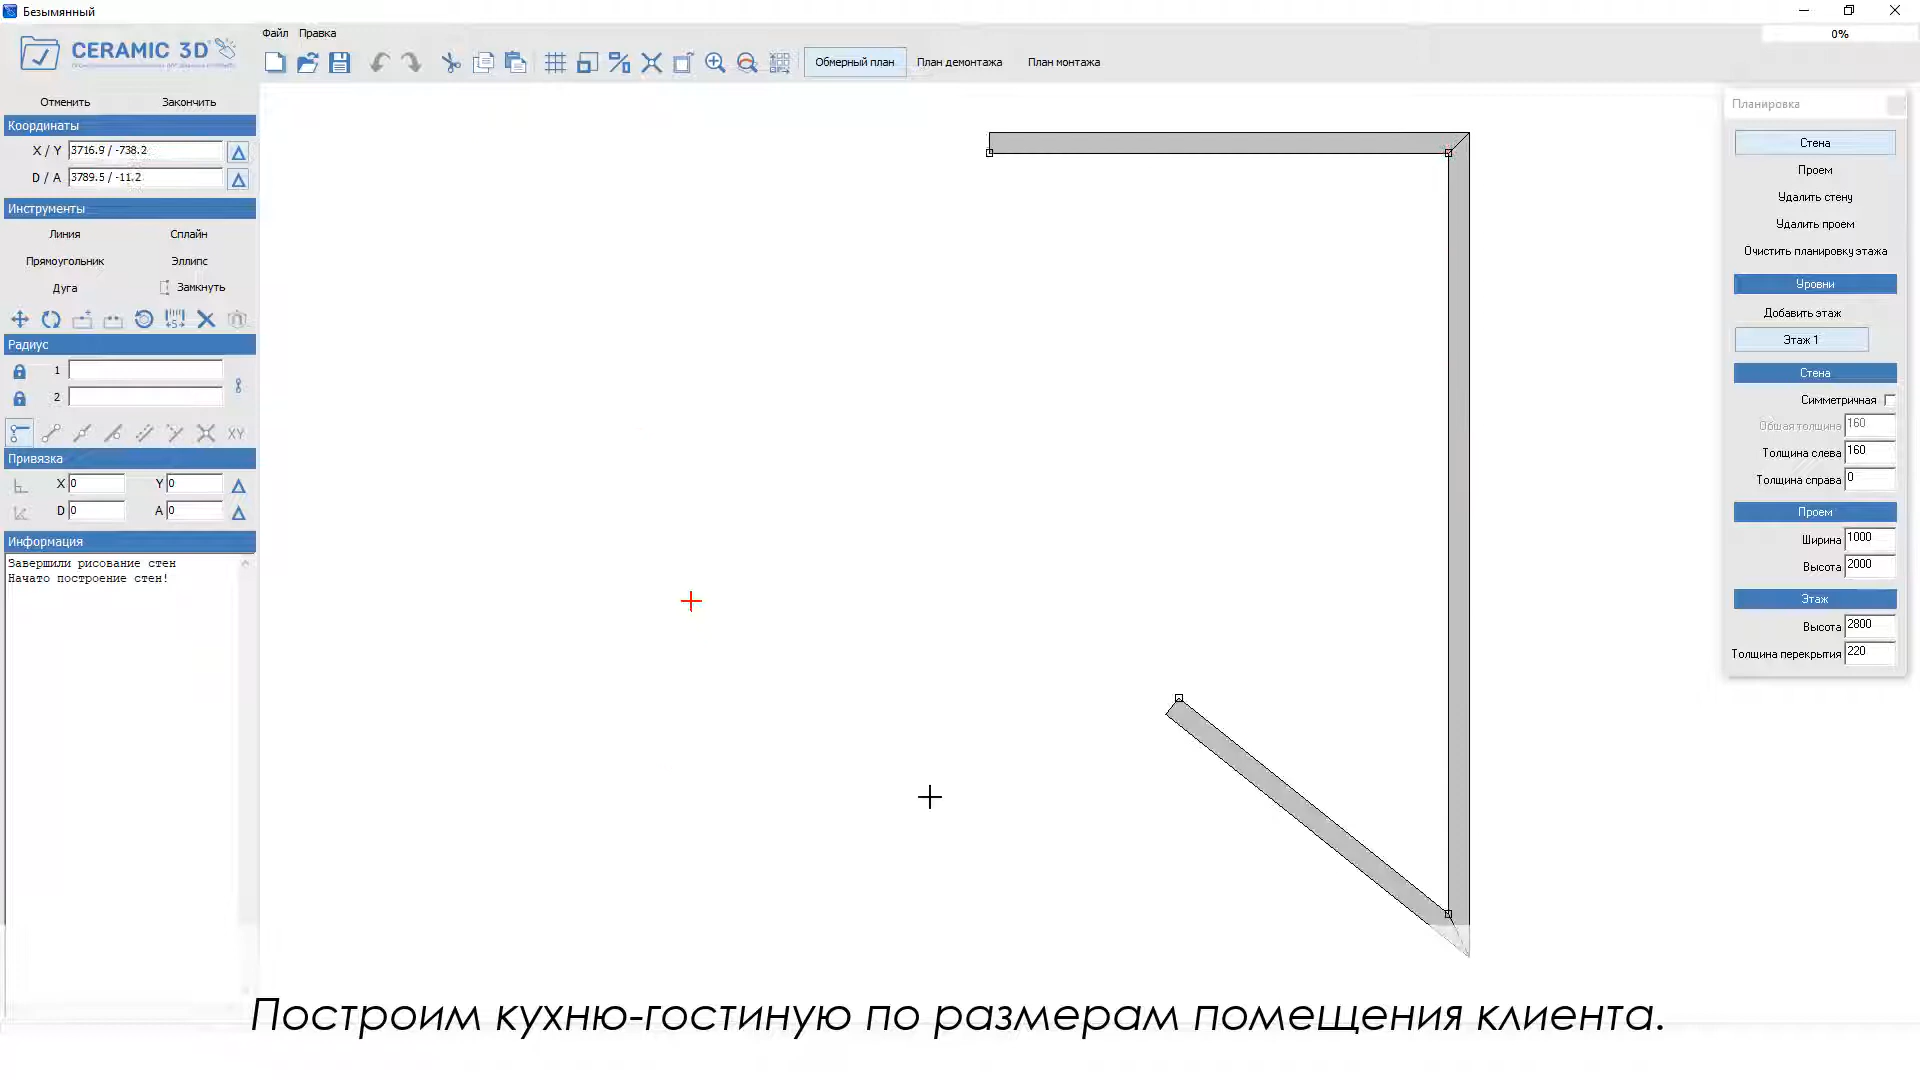 Безымянный
Файл Правка
0%
CERAMIC 3D
Обмерный план План демонтажа План монтажа
Отменить Закончить
Координаты
X / Y 3716.9 / -738.2
D / A 3789.5 / -11.2
Инструменты
Линия Сплайн
Прямоугольник Эллипс
Дуга Замкнуть
Радиус
1
2
XY
Привязка
X 0 Y 0
D 0 A 0
Информация
Завершили рисование стен
Начато построение стен!
Планировка
Стена
Проем
Удалить стену
Удалить проем
Очистить планировку этажа
Уровни
Добавить этаж
Этаж 1
Стена
Симметричная
Общая толщина 160
Толщина слева 160
Толщина справа 0
Проем
Ширина 1000
Высота 2000
Этаж
Высота 2800
Толщина перекрытия 220
Построим кухню-гостиную по размерам помещения клиента.